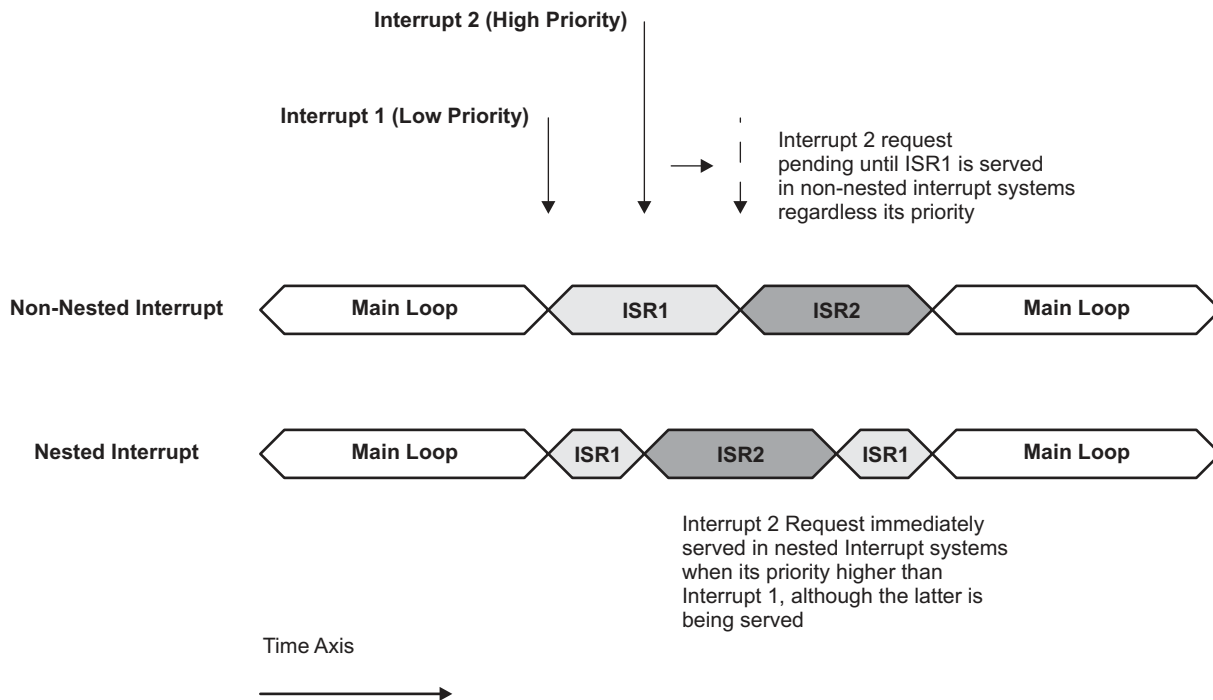 Interrupt 2 (High Priority)
Interrupt 1 (Low Priority)
Interrupt 2 request
pending until ISR1 is served
in non-nested interrupt systems
regardless its priority
Non-Nested Interrupt
Main Loop
ISR1
ISR2
Main Loop
Nested Interrupt
Main Loop
ISR1
ISR2
ISR1
Main Loop
Interrupt 2 Request immediately
served in nested Interrupt systems
when its priority higher than
Interrupt 1, although the latter is
being served
Time Axis